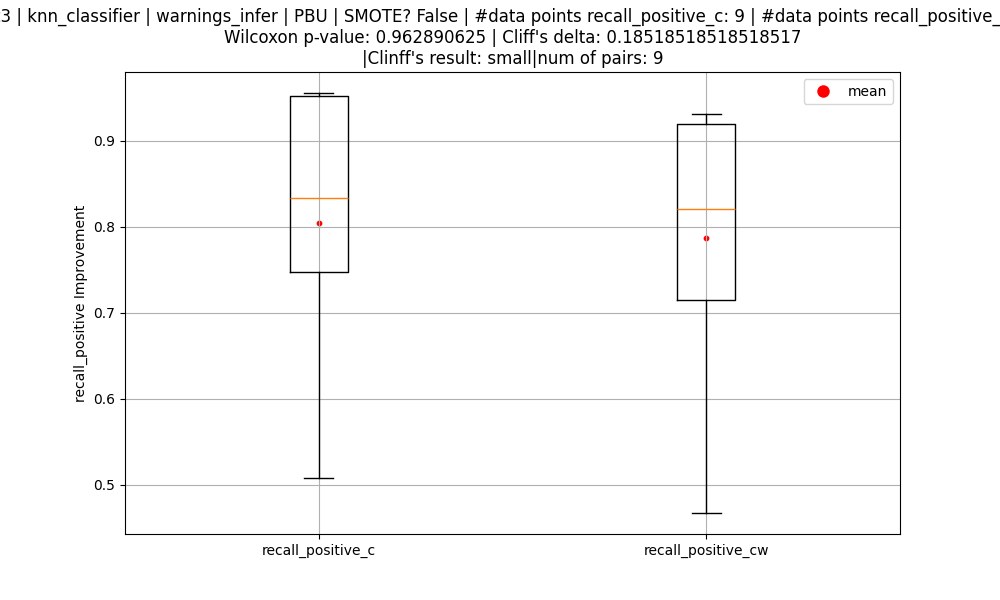 3 | knn_classifier | warnings_infer | PBU | SMOTE? False | #data points recall_positive_c: 9 | #data points recall_positive_
Wilcoxon p-value: 0.962890625 | Cliff's delta: 0.18518518518518517
|Clinff's result: small|num of pairs: 9
mean
0.9
0.8
0.7
0.6
0.5
recall_positive Improvement
recall_positive_c
recall_positive_cw